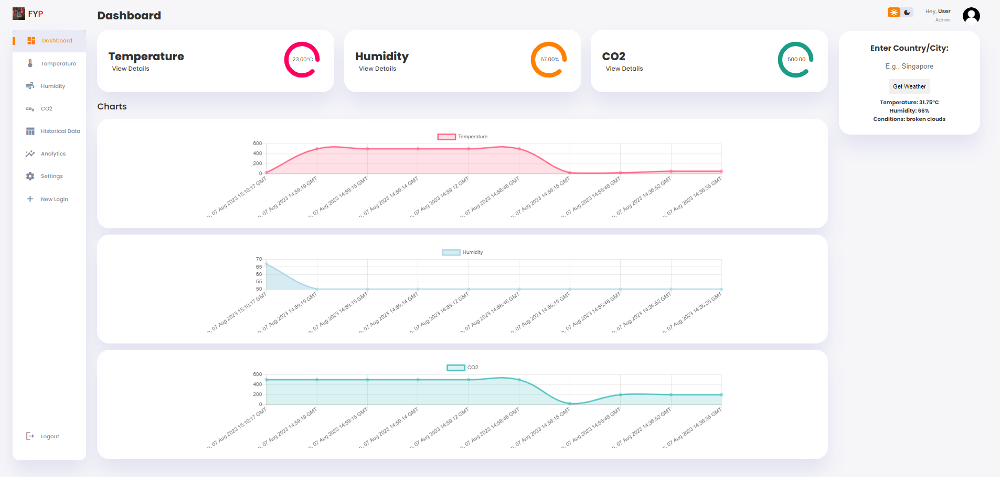 FYP
Dashboard
Hey, User
Admin
Dashboard
Temperature
Humidity
CO2
Historical Data
Analytics
Settings
New Login
Logout
Temperature
View Details
23.00°C
Humidity
View Details
67.00%
CO2
View Details
500.00
Enter Country/City:
E.g., Singapore
Get Weather
Temperature: 31.75°C
Humidity: 66%
Conditions: broken clouds
Charts
Temperature
600
400
200
0
07 Aug 2023 15:10:17 GMT
07 Aug 2023 14:59:19 GMT
07 Aug 2023 14:59:15 GMT
07 Aug 2023 14:59:14 GMT
07 Aug 2023 14:59:12 GMT
07 Aug 2023 14:58:46 GMT
07 Aug 2023 14:56:15 GMT
07 Aug 2023 14:55:48 GMT
07 Aug 2023 14:36:52 GMT
07 Aug 2023 14:36:35 GMT
Humidity
70
65
60
55
50
07 Aug 2023 15:10:17 GMT
07 Aug 2023 14:59:19 GMT
07 Aug 2023 14:59:15 GMT
07 Aug 2023 14:59:14 GMT
07 Aug 2023 14:59:12 GMT
07 Aug 2023 14:58:46 GMT
07 Aug 2023 14:56:15 GMT
07 Aug 2023 14:55:48 GMT
07 Aug 2023 14:36:52 GMT
07 Aug 2023 14:36:35 GMT
CO2
600
400
200
0
07 Aug 2023 15:10:17 GMT
07 Aug 2023 14:59:19 GMT
07 Aug 2023 14:59:15 GMT
07 Aug 2023 14:59:14 GMT
07 Aug 2023 14:59:12 GMT
07 Aug 2023 14:58:46 GMT
07 Aug 2023 14:56:15 GMT
07 Aug 2023 14:55:48 GMT
07 Aug 2023 14:36:52 GMT
07 Aug 2023 14:36:35 GMT